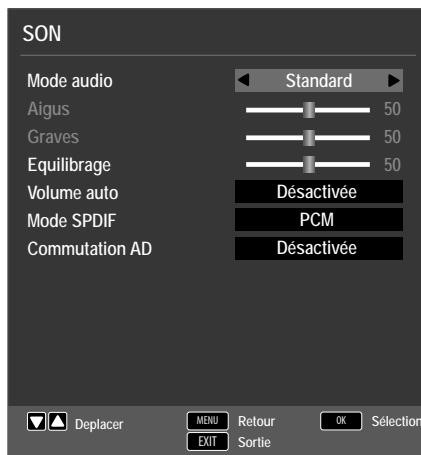 SON
Mode audio Standard
Aigus 50
Graves 50
Equilibrage 50
Volume auto Désactivée
Mode SPDIF PCM
Commutation AD Désactivée
Deplacer MENU Retour OK Sélection
EXIT Sortie